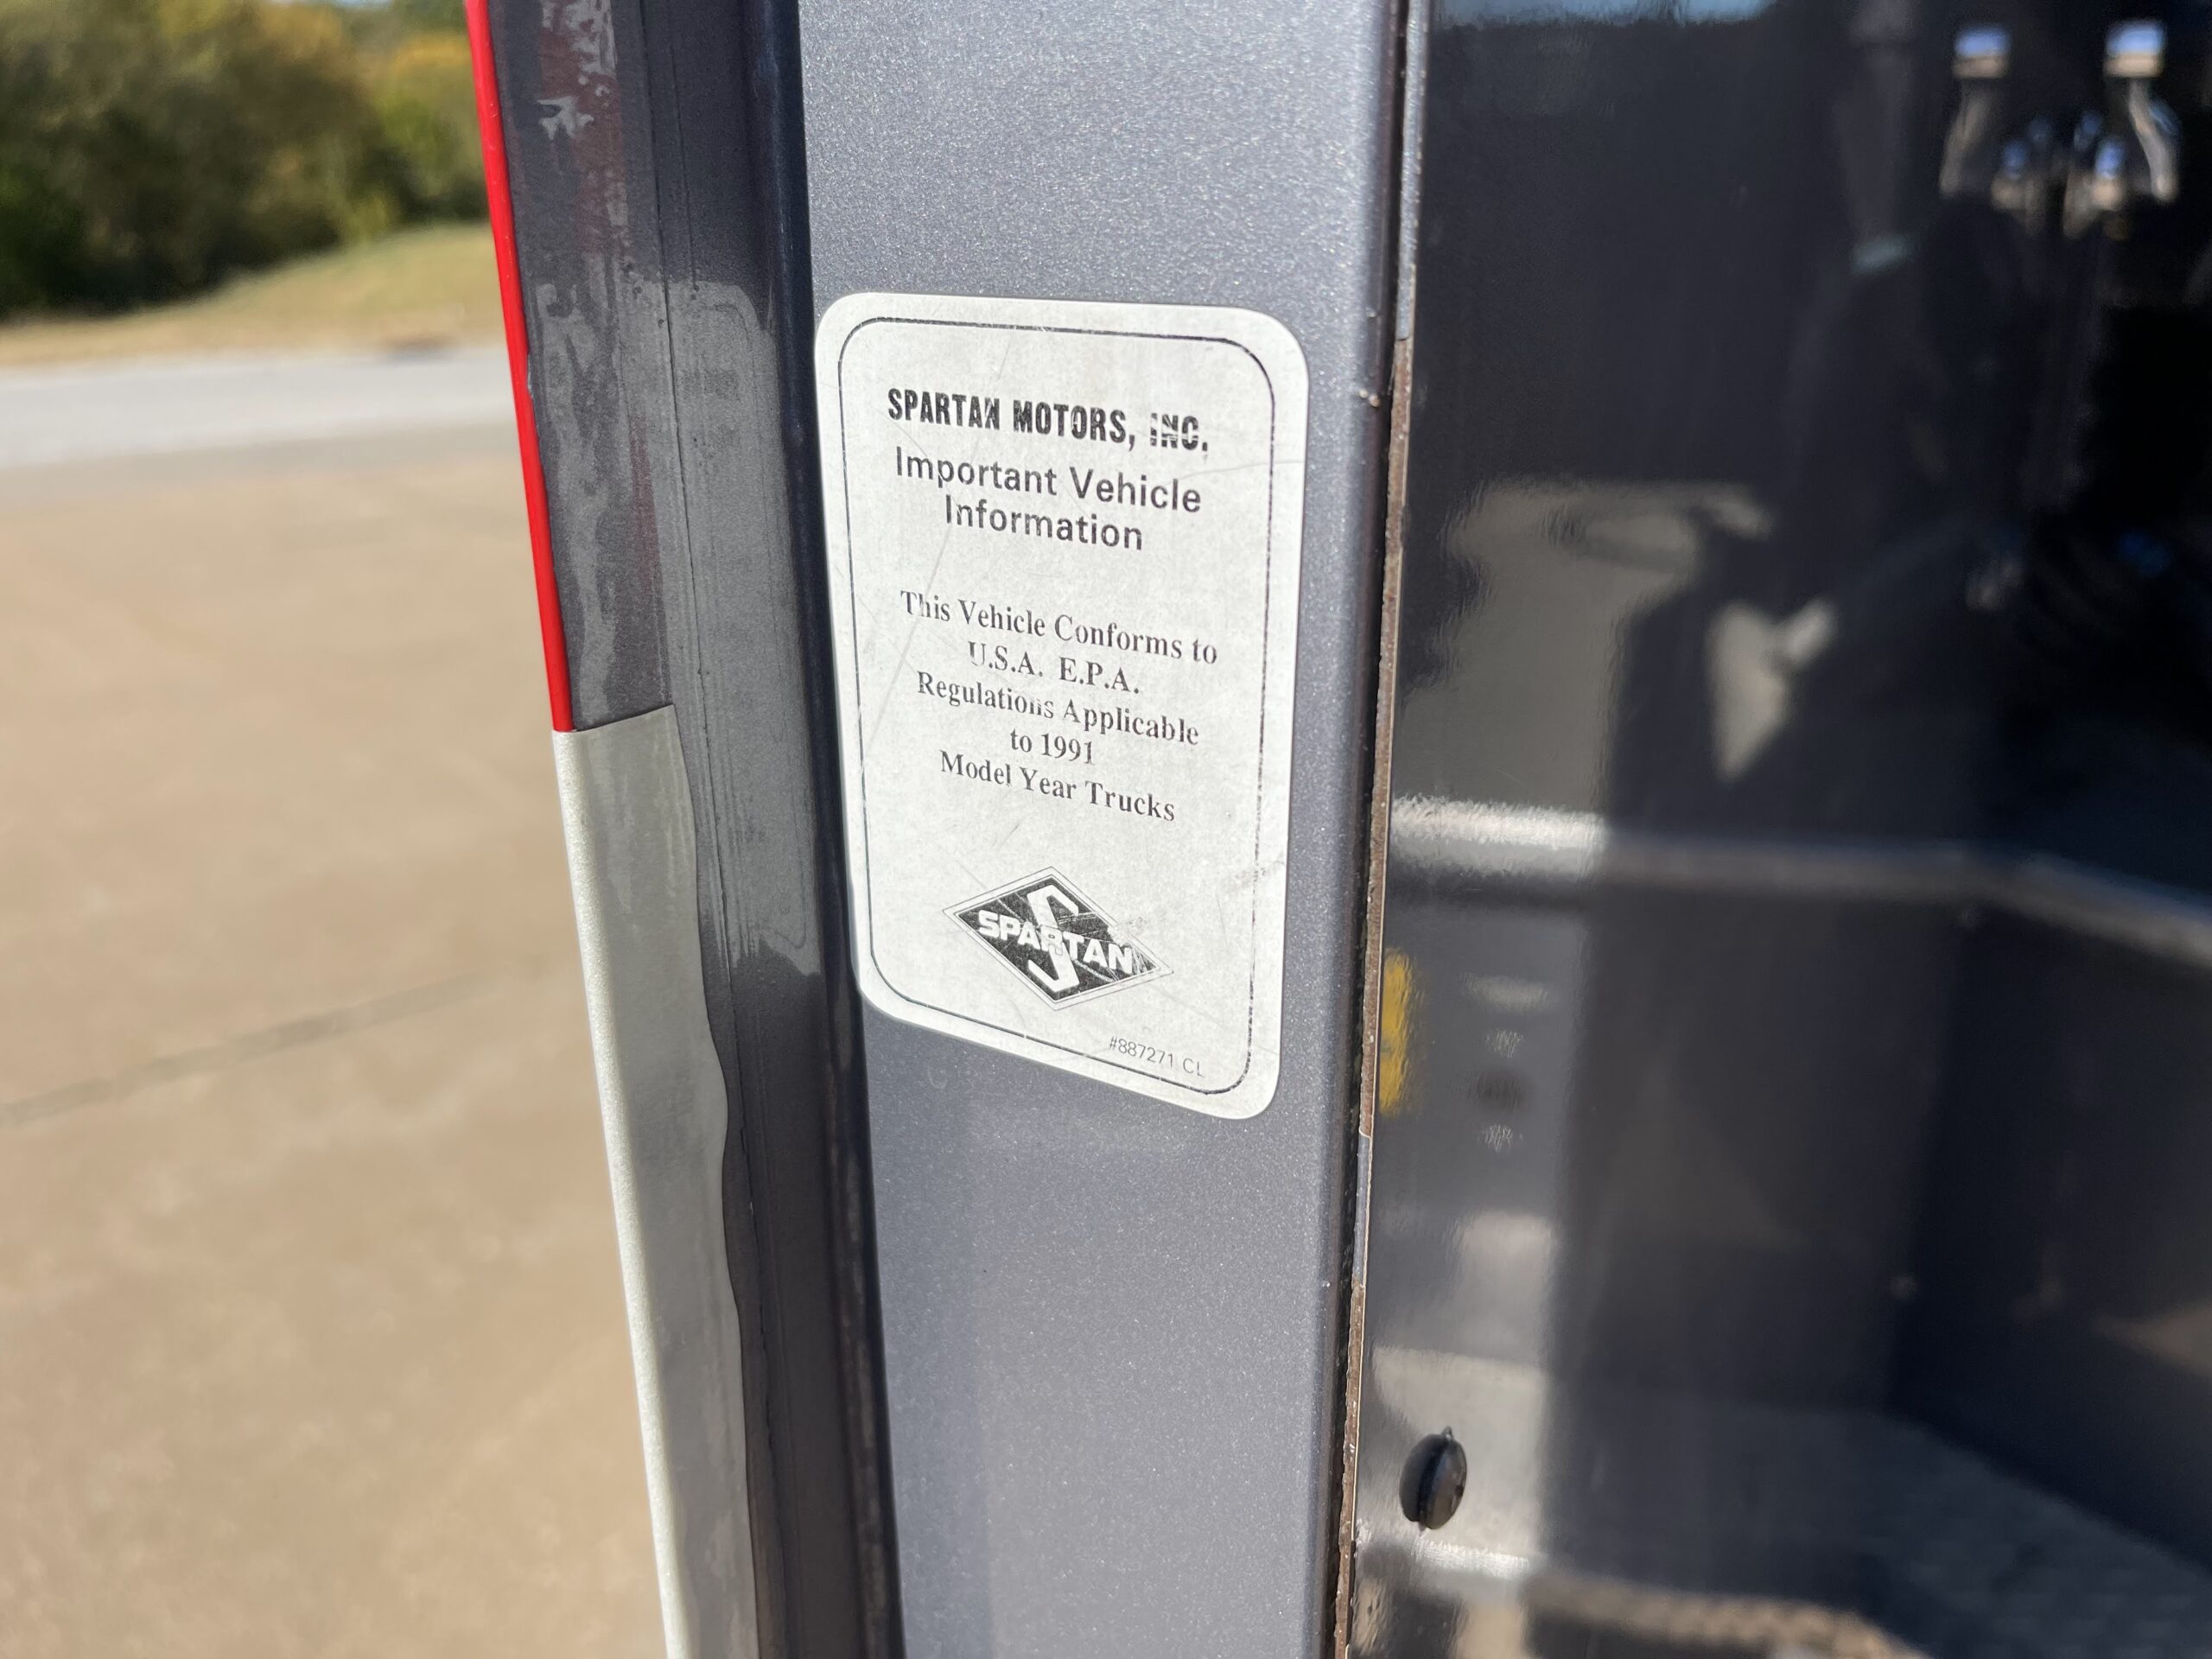 SPARTAN MOTORS, INC.
Important Vehicle
Information
This Vehicle Conforms to
U.S.A. E.P.A.
Regulations Applicable
to 1991
Model Year Trucks
SPARTAN
#887271 CL